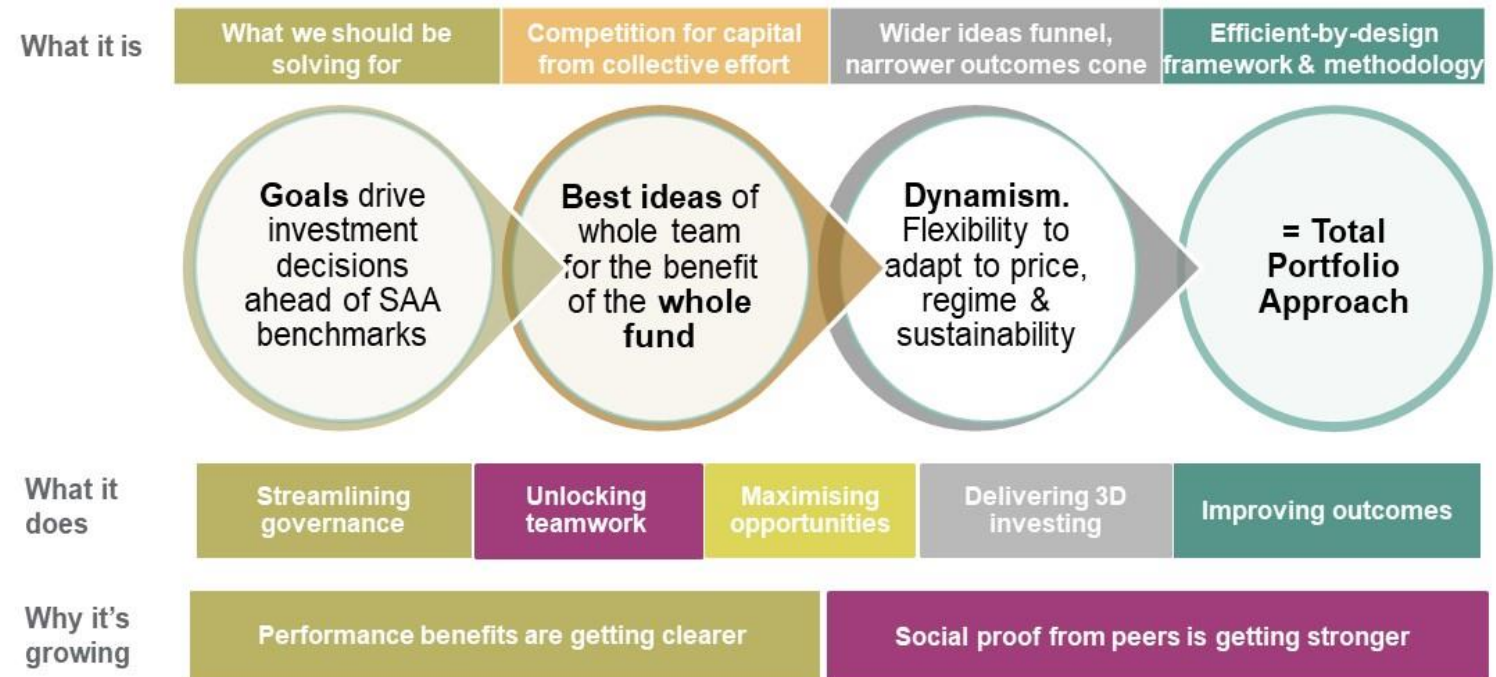 What it is
What we should be
solving for
Competition for capital
from collective effort
Wider ideas funnel,
narrower outcomes cone
Efficient-by-design
framework & methodology
Goals drive
investment
decisions
ahead of SAA
benchmarks
Best ideas of
whole team
for the benefit
of the whole
fund
Dynamism.
Flexibility to
adapt to price,
regime &
sustainability
= Total
Portfolio
Approach
What it
does
Streamlining
governance
Unlocking
teamwork
Maximising
opportunities
Delivering 3D
investing
Improving outcomes
Why it's
growing
Performance benefits are getting clearer
Social proof from peers is getting stronger